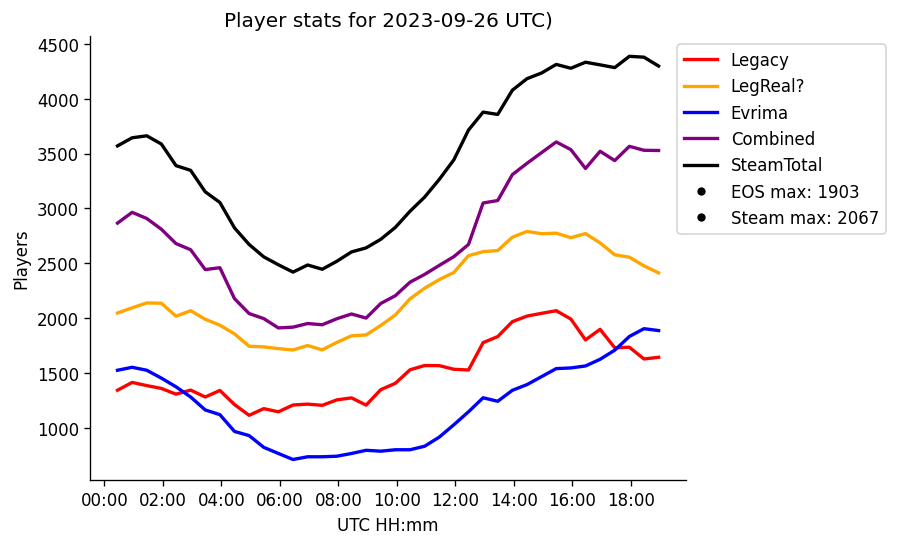 Player stats for 2023-09-26 UTC)
Players
4500
4000
3500
3000
2500
2000
1500
1000
00:00 02:00 04:00 06:00 08:00 10:00 12:00 14:00 16:00 18:00
UTC HH:mm
Legacy
LegReal?
Evrima
Combined
SteamTotal
EOS max: 1903
Steam max: 2067